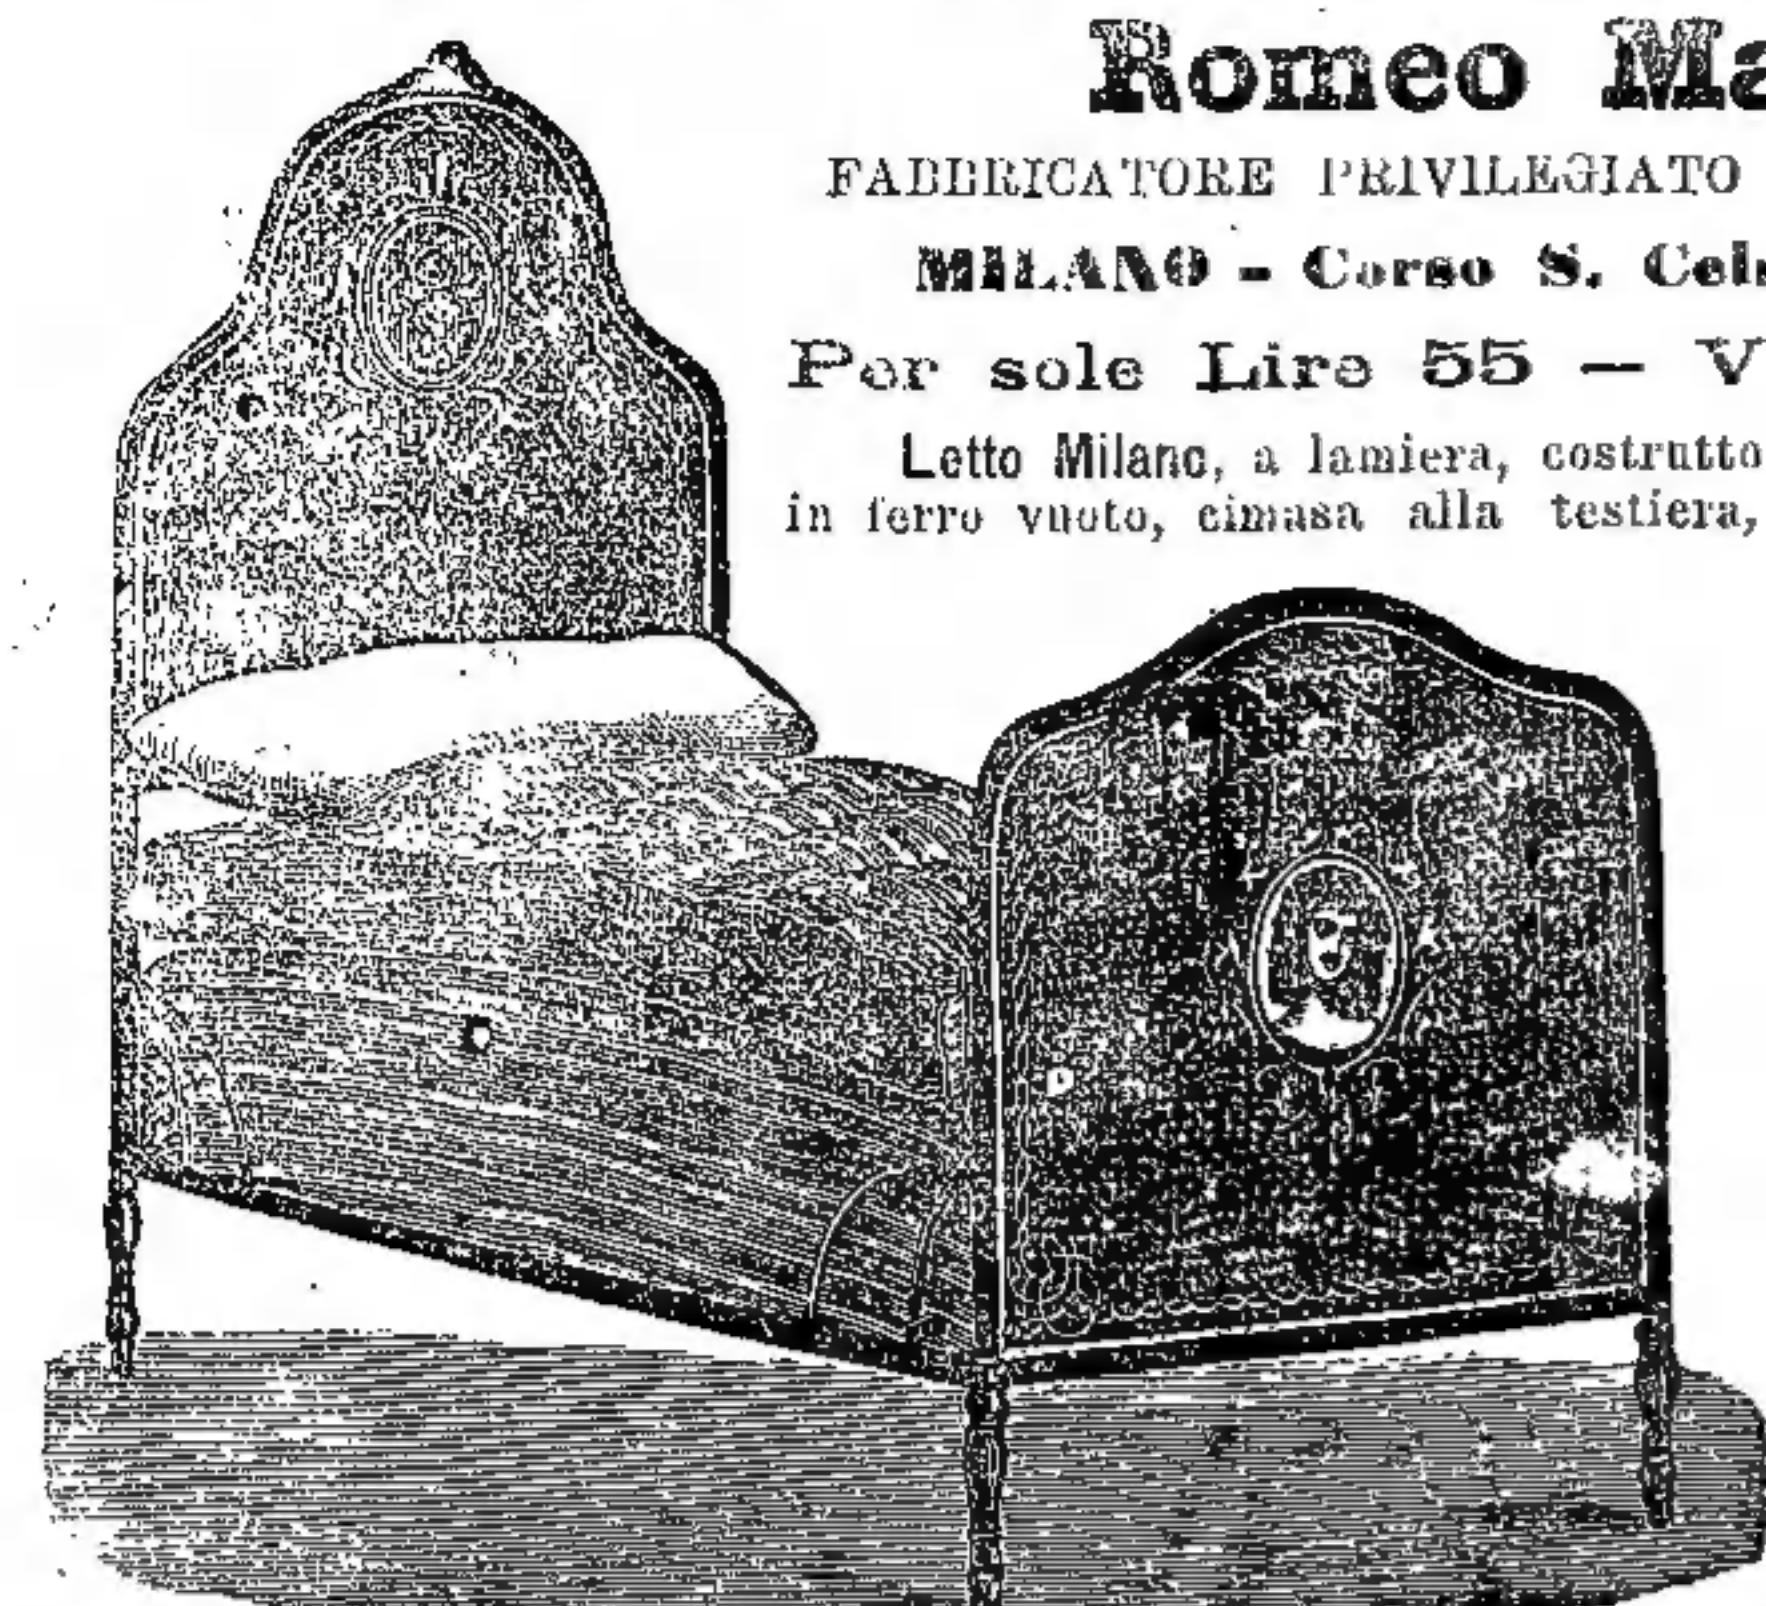 Romeo Ma
FABBRICATORE PRIVILEGIATO
MILANO - Corso S. Cels
Per sole Lire 55 — V
Letto Milano, a lamiera, costrutto
in ferro vuoto, cimasa alla testiera,